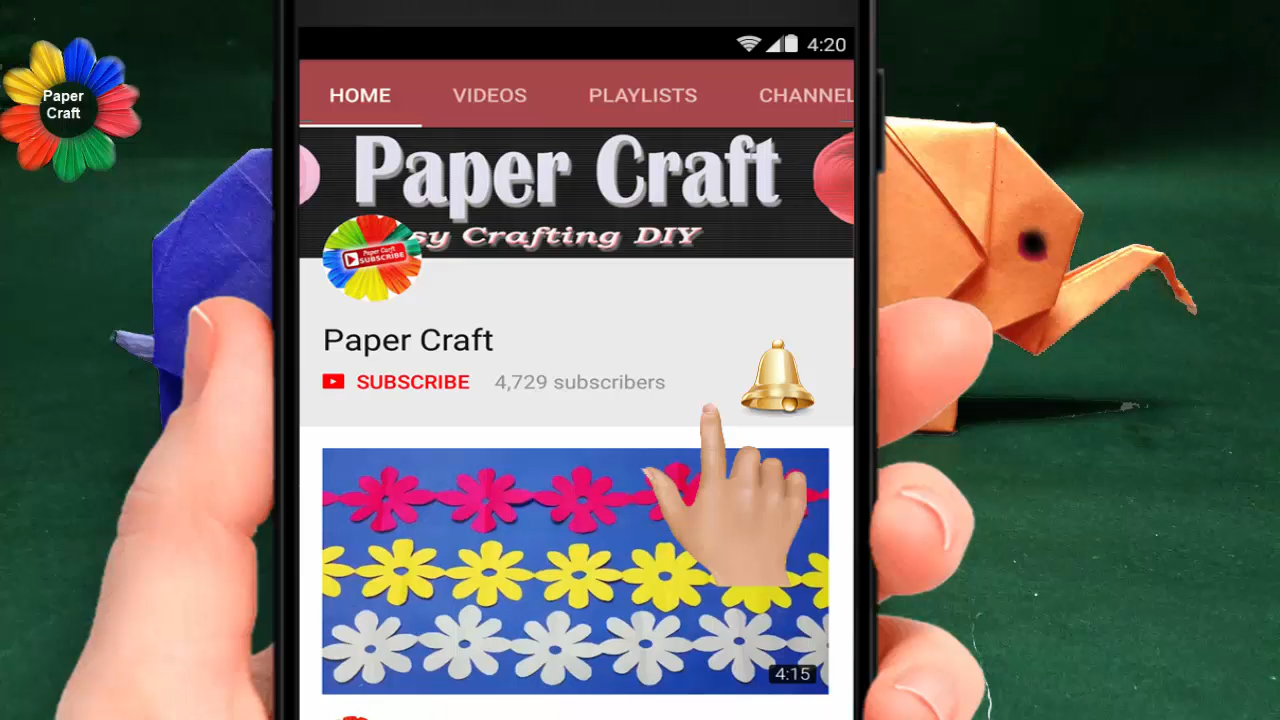 4:20
Paper
Craft
HOME VIDEOS PLAYLISTS CHANNEL
Paper Craft
sy Crafting DIY
Paper Carft
SUBSCRIBE
Paper Craft
SUBSCRIBE 4,729 subscribers
4:15